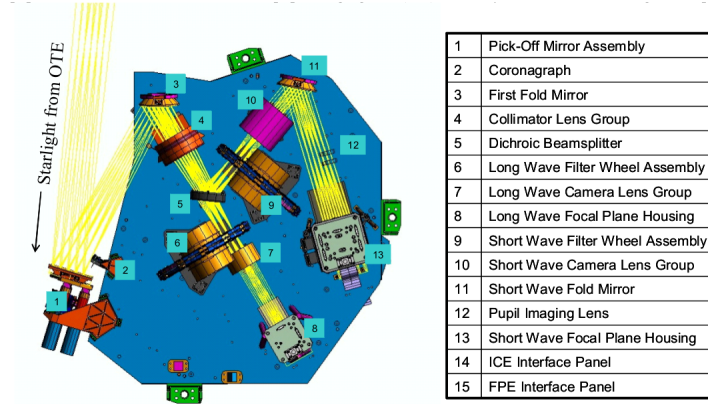 Starlight from OTE
1
2
3
4
5
6
7
8
9
10
11
12
13
1 Pick-Off Mirror Assembly
2 Coronagraph
3 First Fold Mirror
4 Collimator Lens Group
5 Dichroic Beamsplitter
6 Long Wave Filter Wheel Assembly
7 Long Wave Camera Lens Group
8 Long Wave Focal Plane Housing
9 Short Wave Filter Wheel Assembly
10 Short Wave Camera Lens Group
11 Short Wave Fold Mirror
12 Pupil Imaging Lens
13 Short Wave Focal Plane Housing
14 ICE Interface Panel
15 FPE Interface Panel